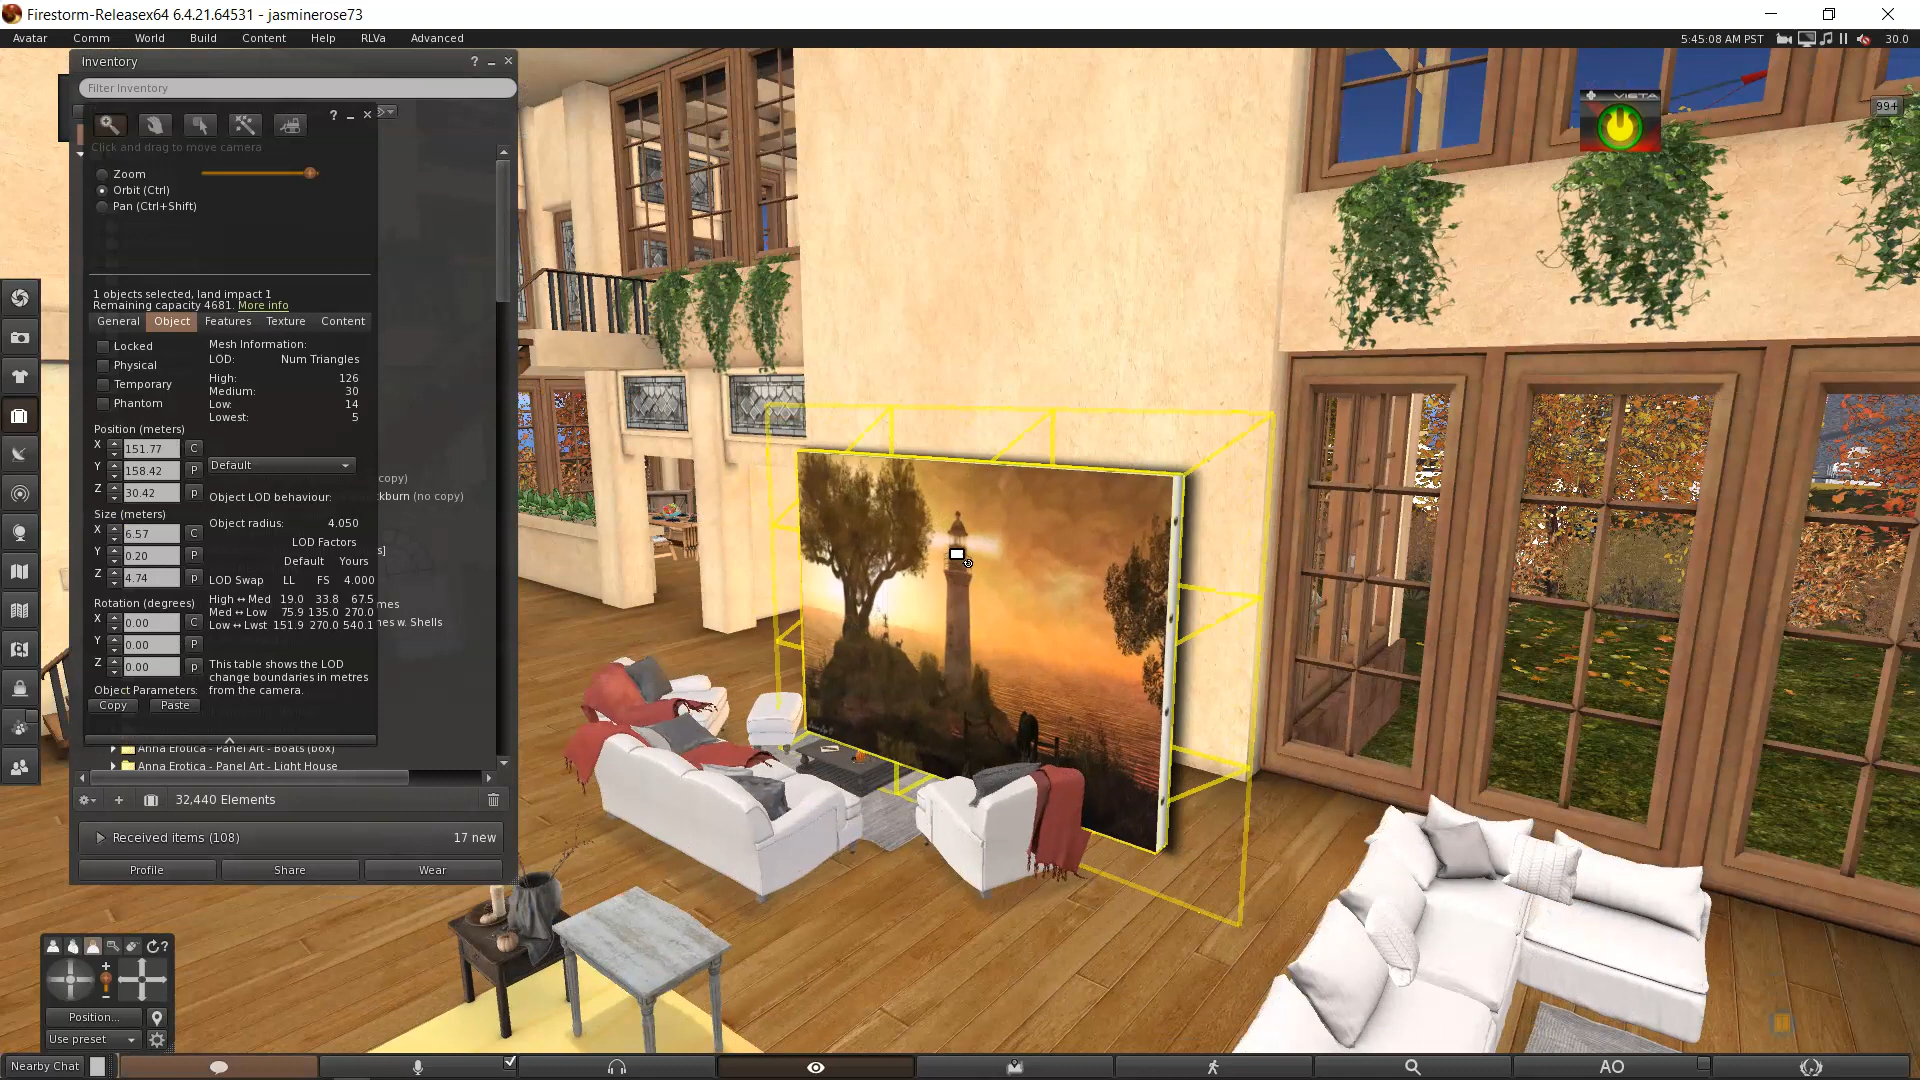 Firestorm-Releasex64 6.4.21.64531 - jasminerose73
Avatar Comm World Build Content Help RLVa Advanced
5:45:08 AM PST
30.0
Inventory
?
Filter Inventory
?
Click and drag to move camera
Zoom
Orbit (Ctrl)
Pan (Ctrl+Shift)
1 objects selected, land impact 1
Remaining capacity 4681. More info
General Object Features Texture Content
Locked
Physical
Temporary
Phantom
Mesh Information:
LOD: Num Triangles
High: 126
Medium: 30
Low: 14
Lowest: 5
Position (meters)
X 151.77 C
Y 158.42 P
Z 30.42 p
Default
Object LOD behaviour:
copy)
ckburn (no copy)
Size (meters)
X 6.57 C
Y 0.20 P
Z 4.74 p
Object radius: 4.050
LOD Factors
Default Yours
LOD Swap LL FS 4.000
High↔Med 19.0 33.8 67.5
Med↔Low 75.9 135.0 270.0
Low↔Lwst 151.9 270.0 540.1
s]
mes
nes w. Shells
Rotation (degrees)
X 0.00 C
Y 0.00 P
Z 0.00 p
This table shows the LOD
change boundaries in metres
from the camera.
Object Parameters:
Copy Paste
Anna Erotica - Panel Art - Boats (box)
Anna Erotica - Panel Art - Light House
32,440 Elements
Received items (108) 17 new
Profile Share Wear
VISTA
99+
?
Position...
Use preset
Nearby Chat
AO